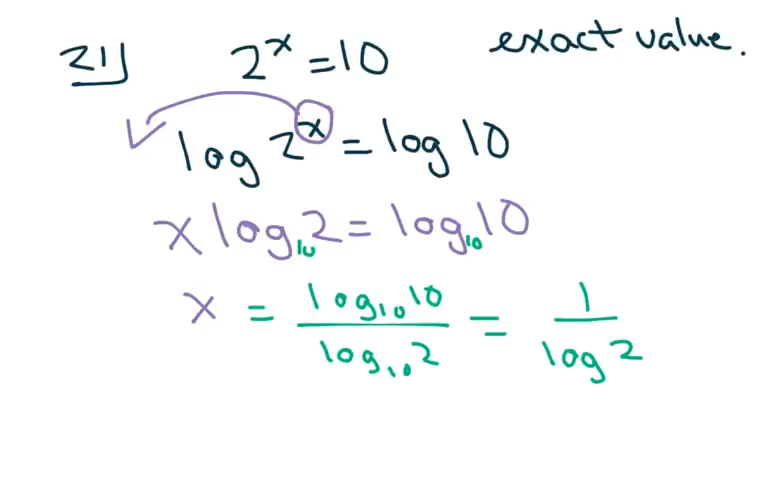 21) 2^x = 10 exact value.
log 2^x = log 10
x log₁₀ 2 = log₁₀ 10
x = log₁₀ 10 / log₁₀ 2 = 1 / log 2